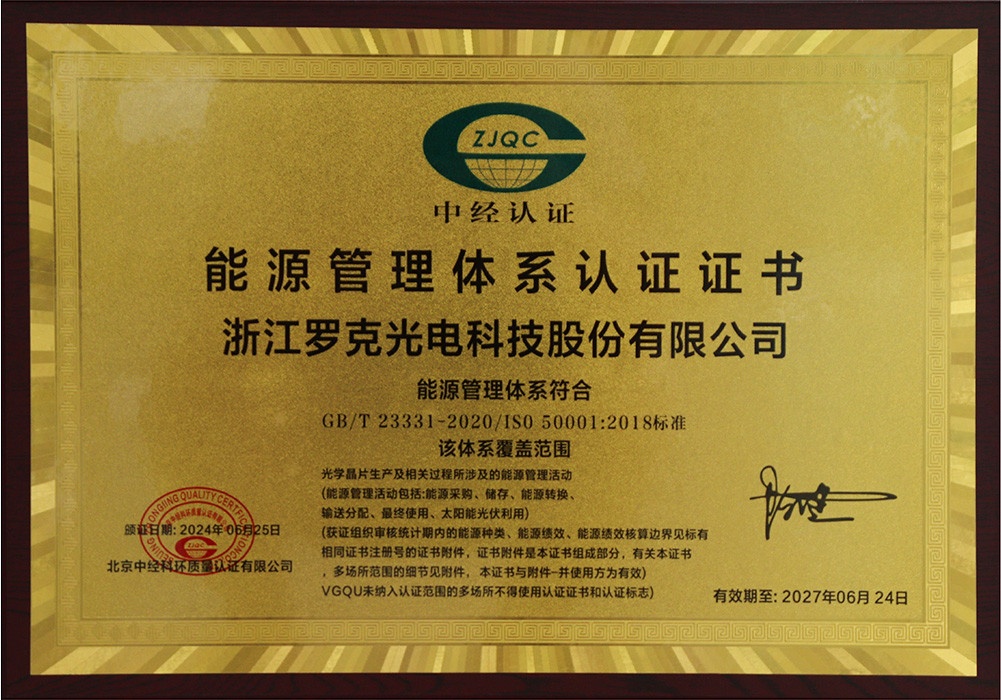 ZJQC
中经认证
能源管理体系认证证书
浙江罗克光电科技股份有限公司
能源管理体系符合
GB/T 23331-2020/ISO 50001:2018标准
该体系覆盖范围
光学晶片生产及相关过程所涉及的能源管理活动
(能源管理活动包括:能源采购、储存、能源转换、
输送分配、最终使用、太阳能光伏利用)
(获证组织审核统计期内的能源种类、能源绩效、能源绩效核算边界见标有
相同证书注册号的证书附件，证书附件是本证书组成部分，有关本证书
，多场所范围的细节见附件，本证书与附件一并使用方为有效)
VGQU未纳入认证范围的多场所不得使用认证证书和认证标志)
颁证日期: 2024年06月25日
北京中经科环质量认证有限公司
ZJQC
有效期至: 2027年06月24日